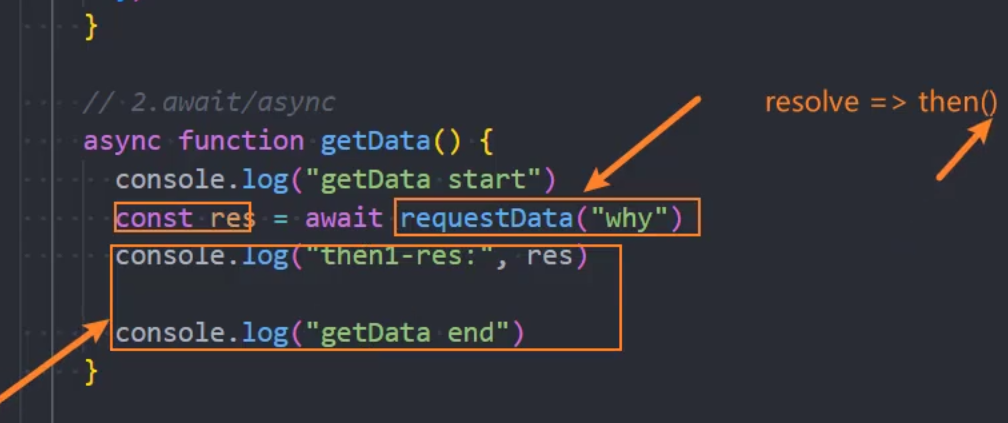 }
// 2.await/async
resolve => then()
async function getData() {
console.log("getData start")
const res = await requestData("why")
console.log("then1-res:", res)
console.log("getData end")
}